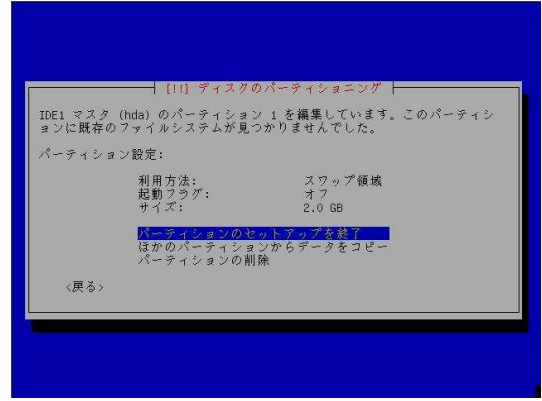 [!!] ディスクのパーティショニング
IDE1 マスタ (hda) のパーティション 1 を編集しています。このパーティシ
ョンに既存のファイルシステムが見つかりませんでした。
パーティション設定:
利用方法: スワップ領域
起動フラグ: オフ
サイズ: 2.0 GB
パーティションのセットアップを終了
ほかのパーティションからデータをコピー
パーティションの削除
<戻る>